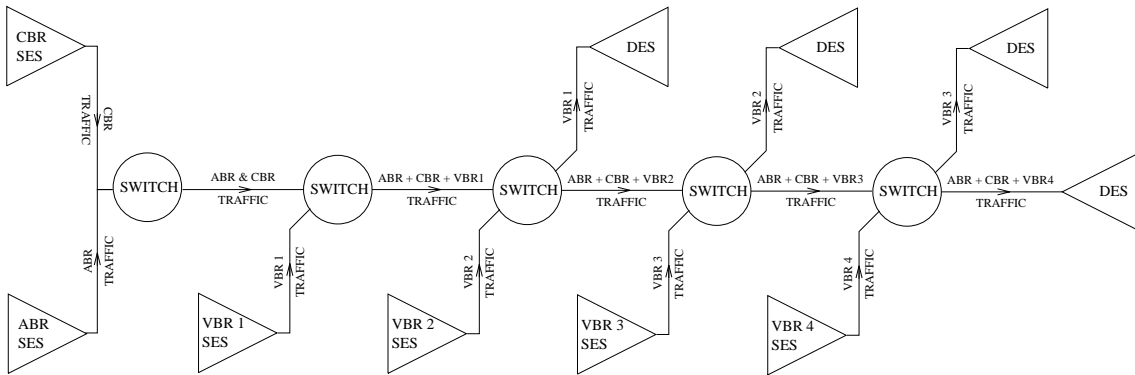 CBR
SES
DES
DES
DES
CBR
TRAFFIC
VBR 1
TRAFFIC
VBR 2
TRAFFIC
VBR 3
TRAFFIC
SWITCH
ABR & CBR
TRAFFIC
SWITCH
ABR + CBR + VBR1
TRAFFIC
SWITCH
ABR + CBR + VBR2
TRAFFIC
SWITCH
ABR + CBR + VBR3
TRAFFIC
SWITCH
ABR + CBR + VBR4
TRAFFIC
DES
ABR
TRAFFIC
VBR 1
TRAFFIC
VBR 2
TRAFFIC
VBR 3
TRAFFIC
VBR 4
TRAFFIC
ABR
SES
VBR 1
SES
VBR 2
SES
VBR 3
SES
VBR 4
SES